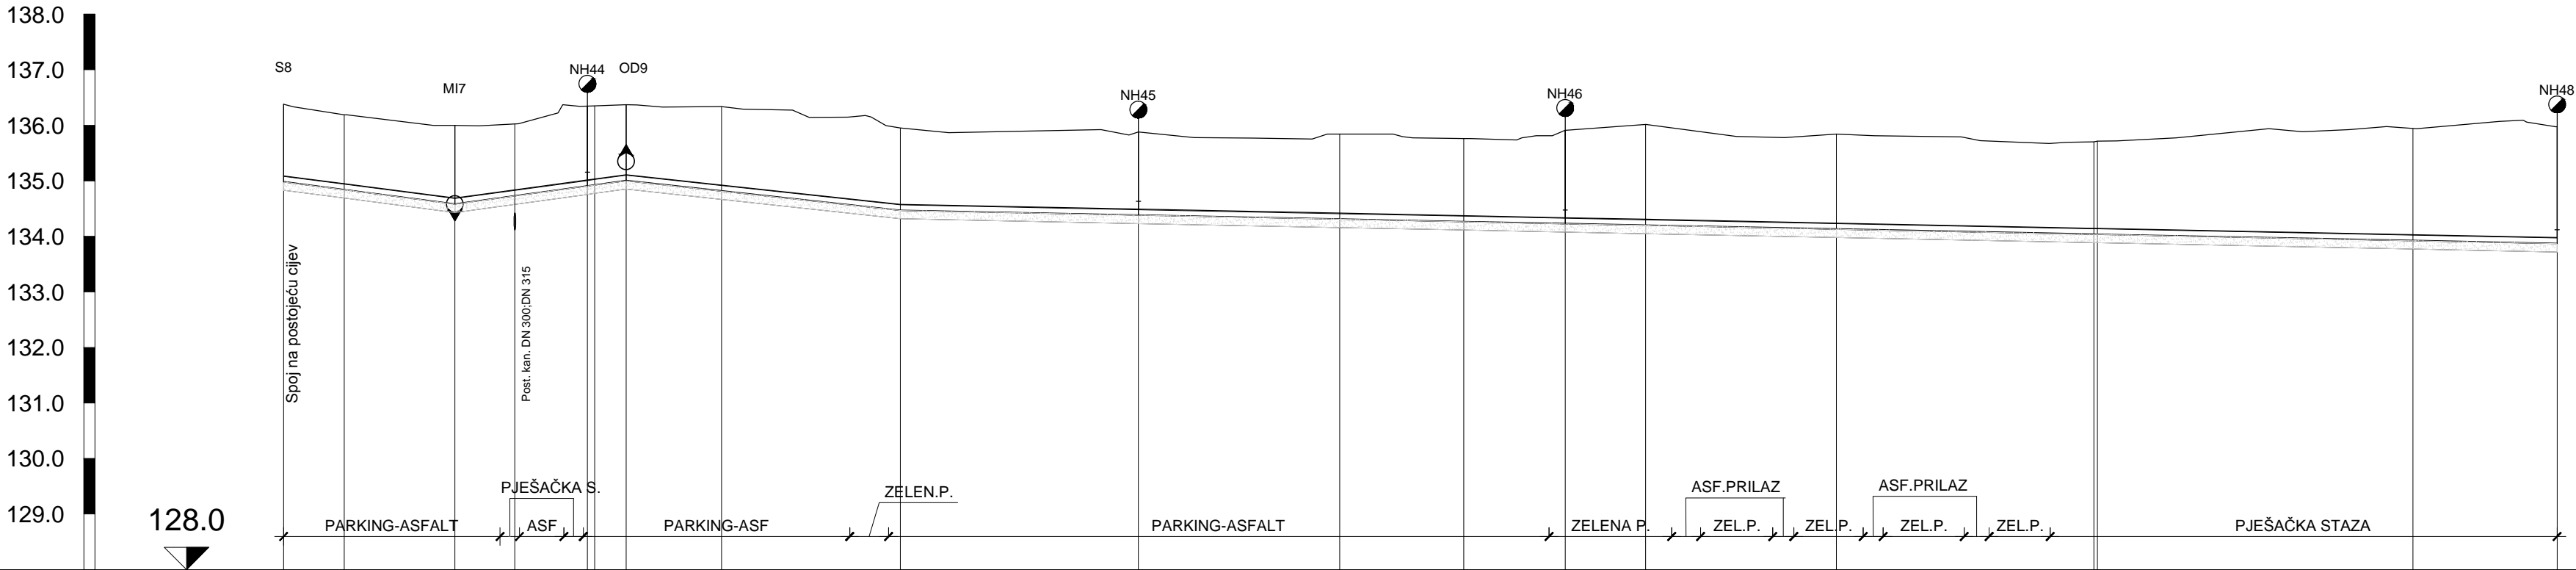 138.0
137.0
136.0
135.0
134.0
133.0
132.0
131.0
130.0
129.0
128.0
S8
MI7
NH44
OD9
NH45
NH46
NH48
Spoj na postojeću cijev
Post. kan. DN 300;DN 315
PJEŠAČKA S.
ZELEN.P.
ASF.PRILAZ
ASF.PRILAZ
PARKING-ASFALT
ASF
PARKING-ASF
PARKING-ASFALT
ZELENA P.
ZEL.P.
ZEL.P.
ZEL.P.
ZEL.P.
PJEŠAČKA STAZA